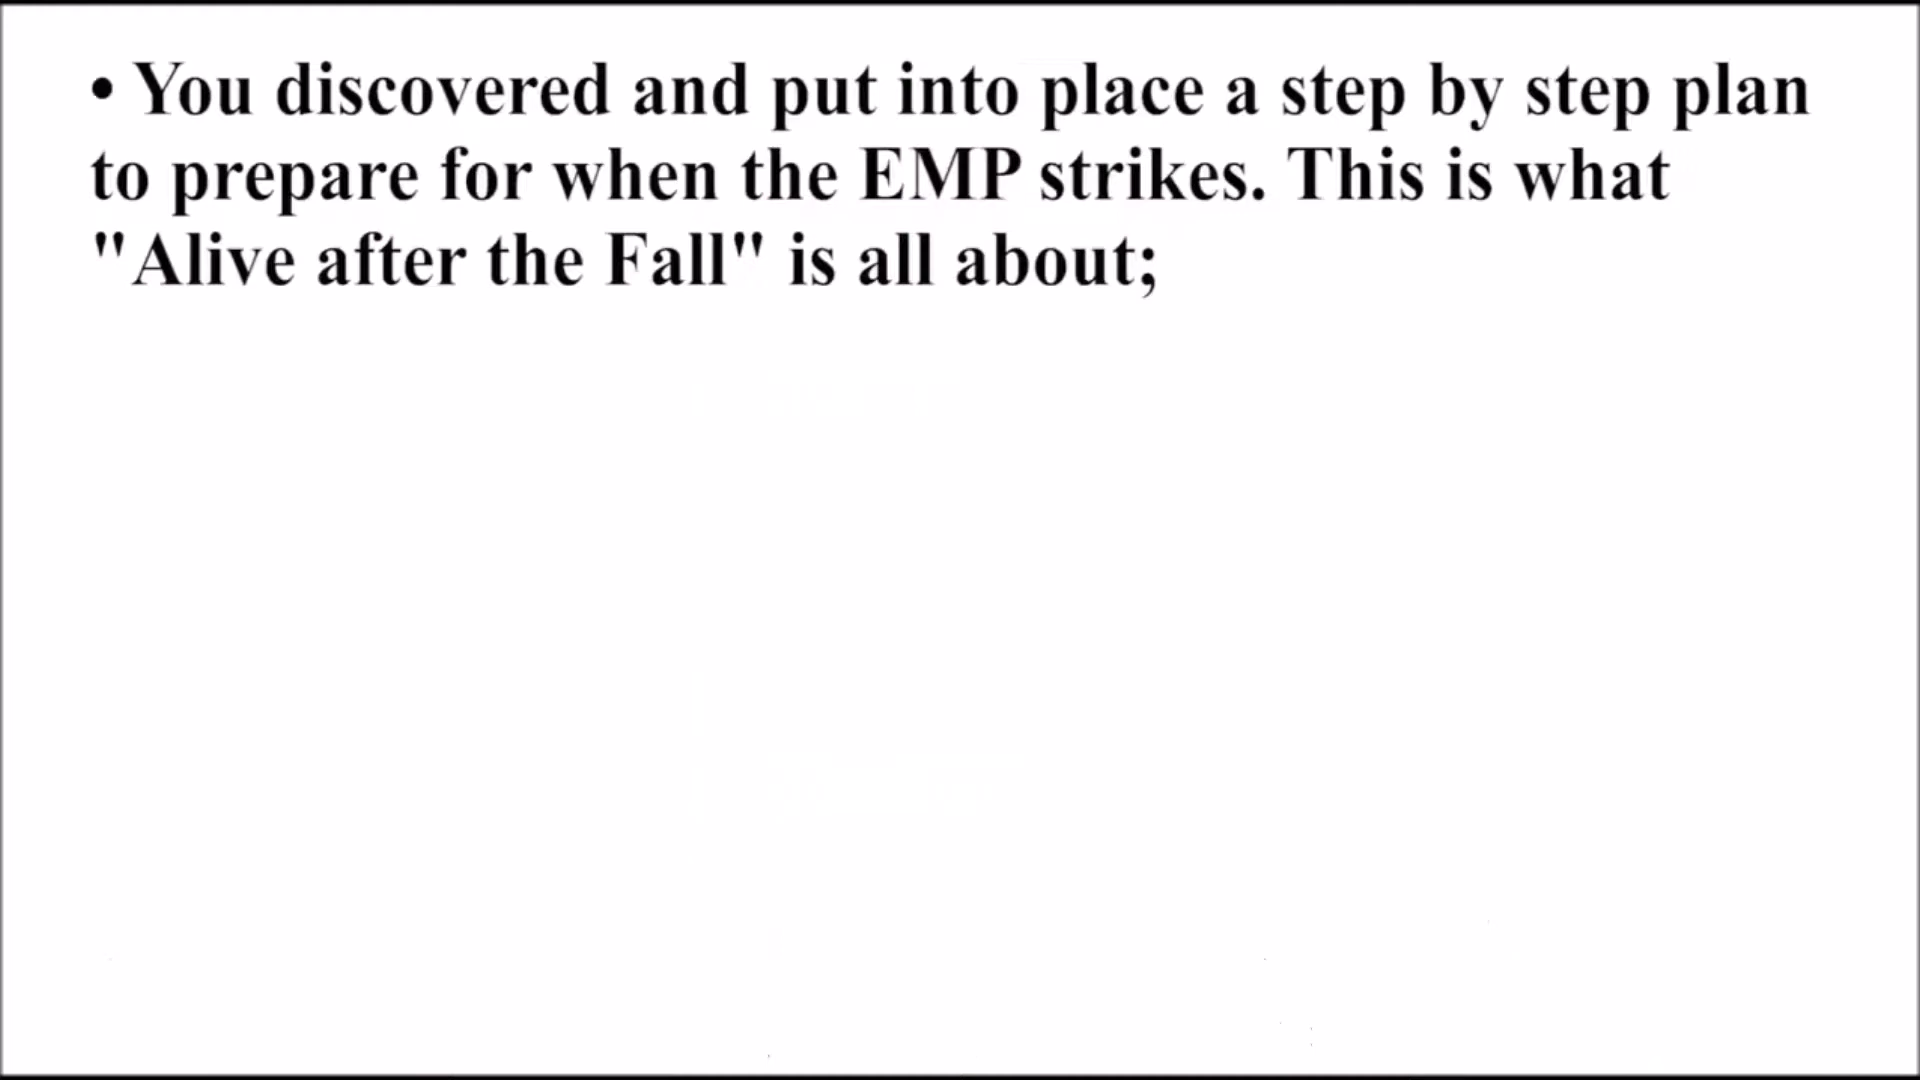 • You discovered and put into place a step by step plan
to prepare for when the EMP strikes. This is what
"Alive after the Fall" is all about;